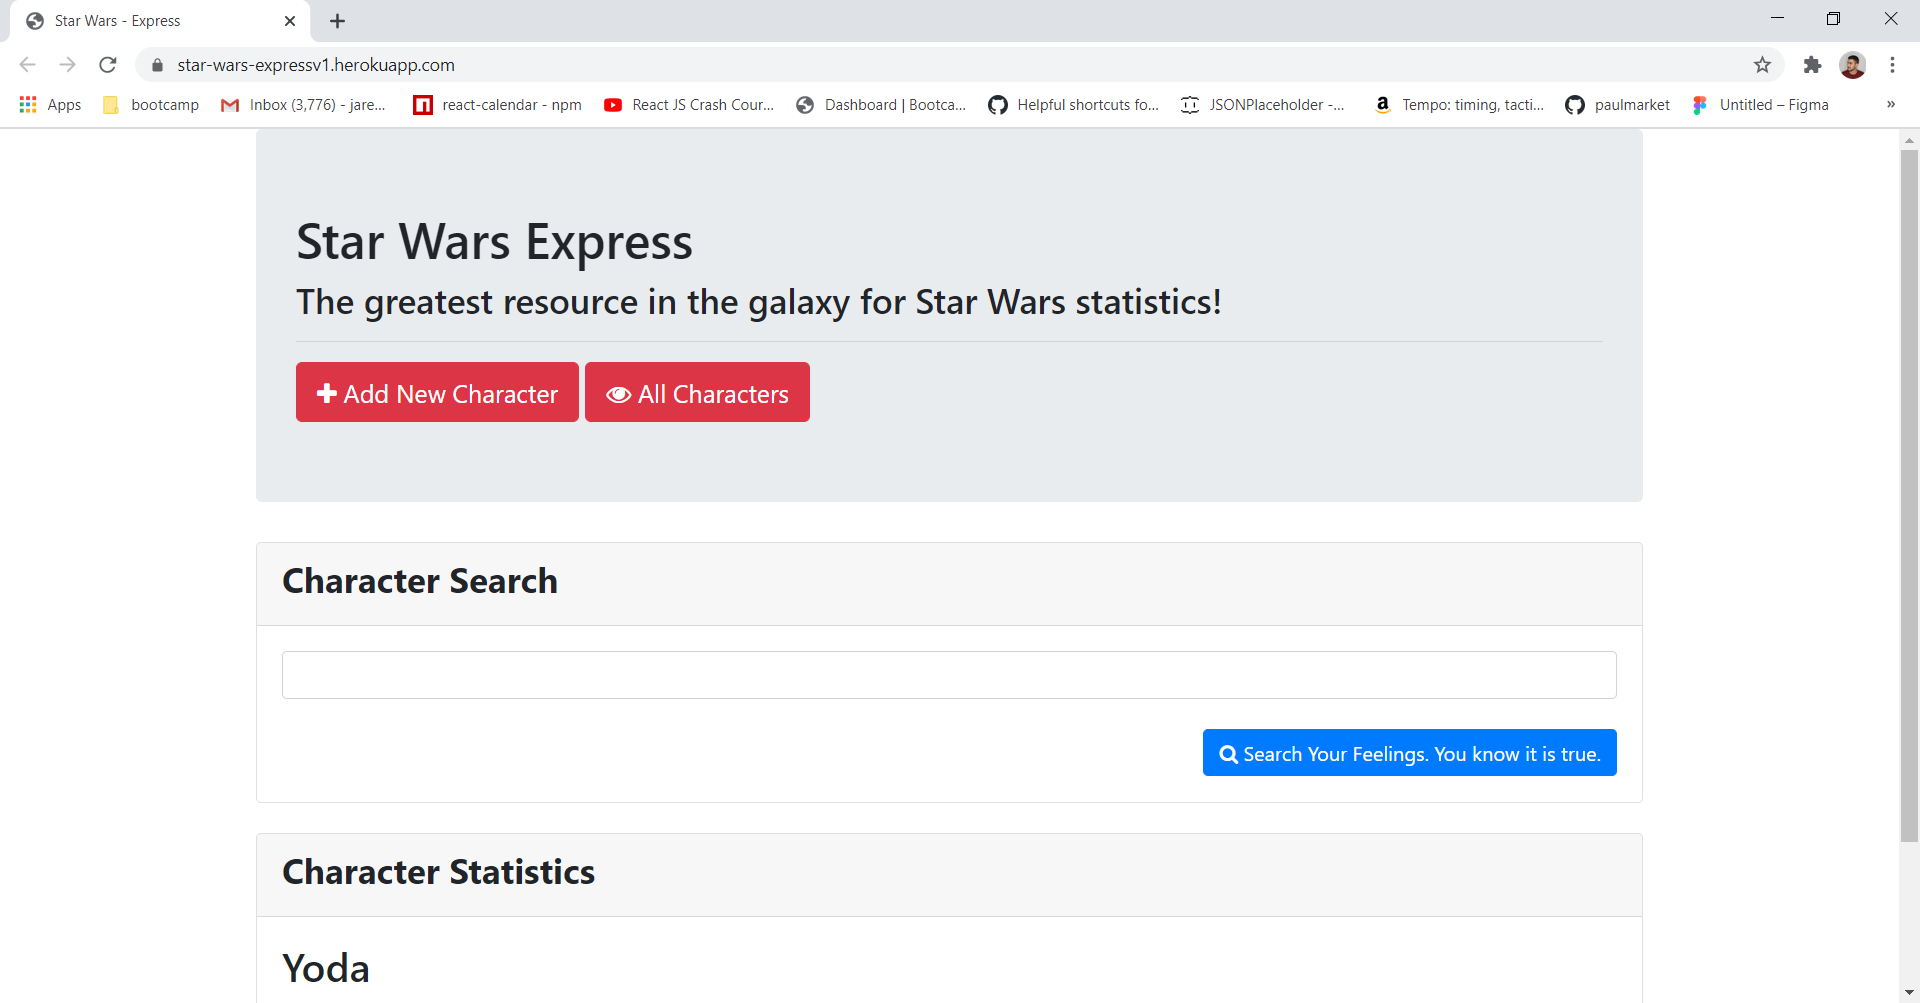 Star Wars - Express
star-wars-expressv1.herokuapp.com
Apps bootcamp Inbox (3,776) - jare... react-calendar - npm React JS Crash Cour... Dashboard | Bootca... Helpful shortcuts fo... JSONPlaceholder -... Tempo: timing, tacti... paulmarket Untitled – Figma »
Star Wars Express
The greatest resource in the galaxy for Star Wars statistics!
Add New Character All Characters
Character Search
Search Your Feelings. You know it is true.
Character Statistics
Yoda